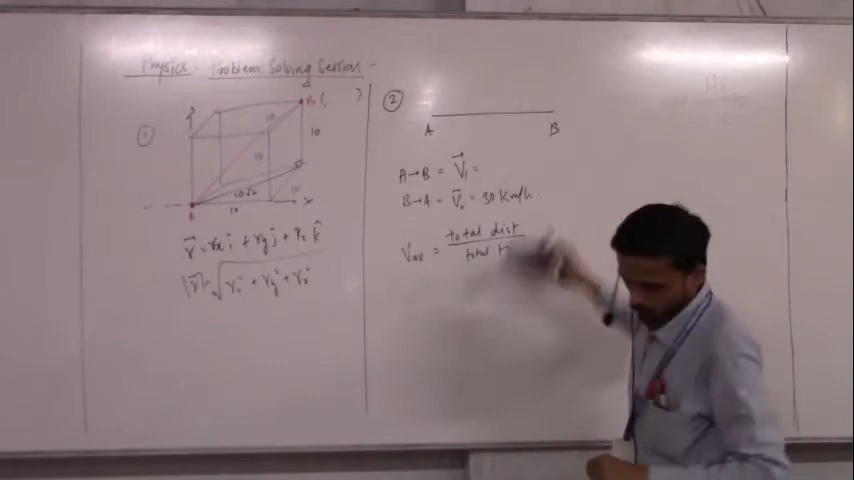 Physics - Problem Solving Session -
①
10
10
10
10√2
10
10
A
B (    )
x
r⃗ = rx î + ry ĵ + rz k̂
|r⃗| = √rx² + ry² + rz²
②
A B
A→B = V⃗₁ =
B→A = V⃗₂ = 30 Km/h.
Vav = total dist
total